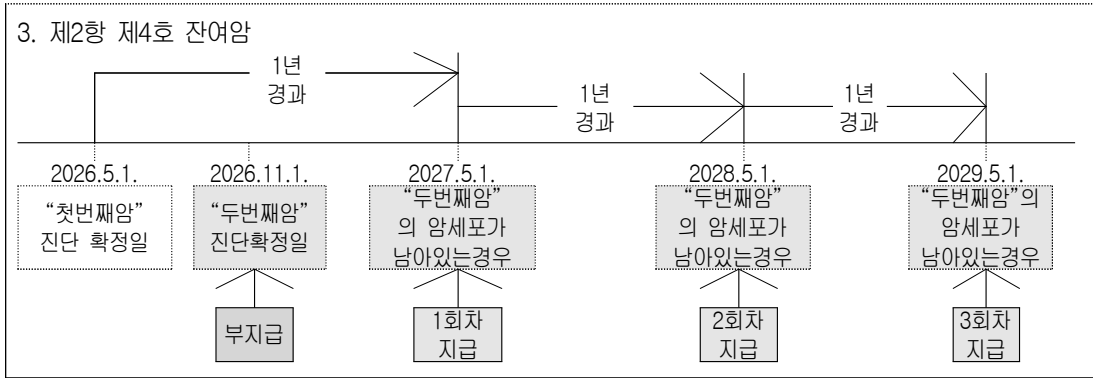 3. 제2항 제4호 잔여암
1년
경과
1년
경과
1년
경과
2026.5.1.
“첫번째암”
진단 확정일
2026.11.1.
“두번째암”
진단확정일
부지급
2027.5.1.
“두번째암”
의 암세포가
남아있는경우
1회차
지급
2028.5.1.
“두번째암”
의 암세포가
남아있는경우
2회차
지급
2029.5.1.
“두번째암”의
암세포가
남아있는경우
3회차
지급